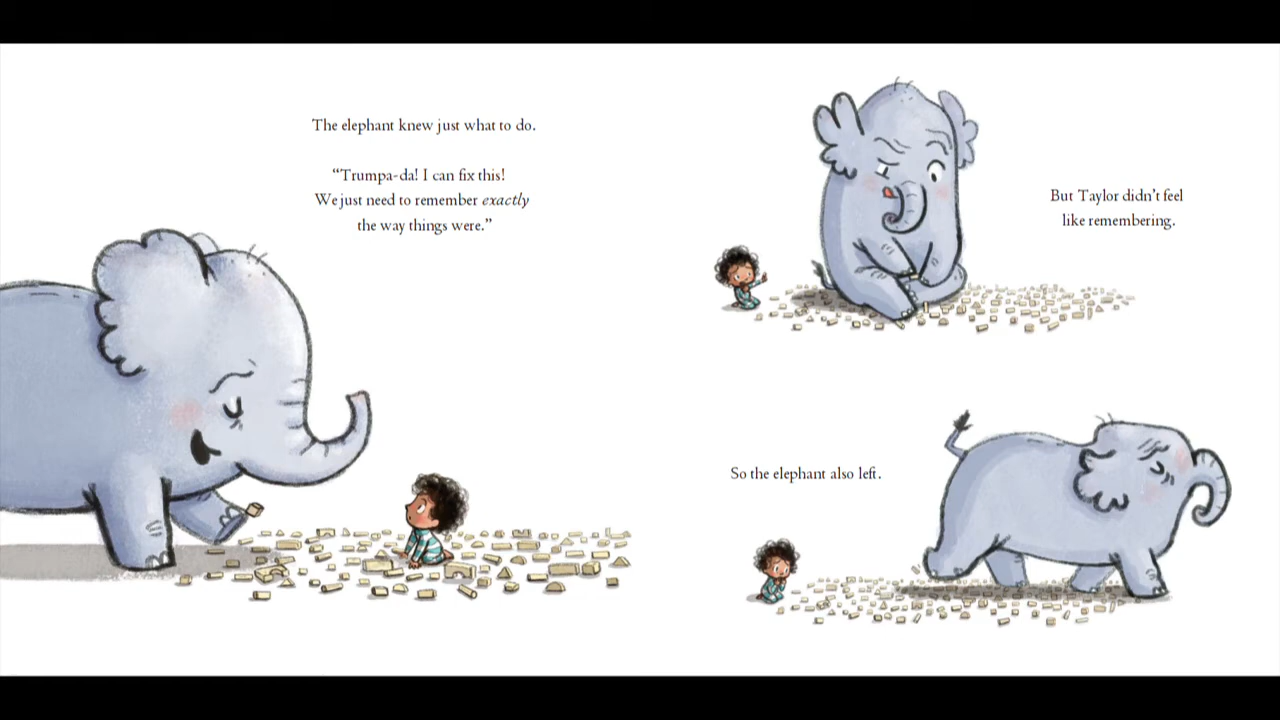 The elephant knew just what to do.
“Trumpa-da! I can fix this!
We just need to remember exactly
the way things were.”
But Taylor didn’t feel
like remembering.
So the elephant also left.